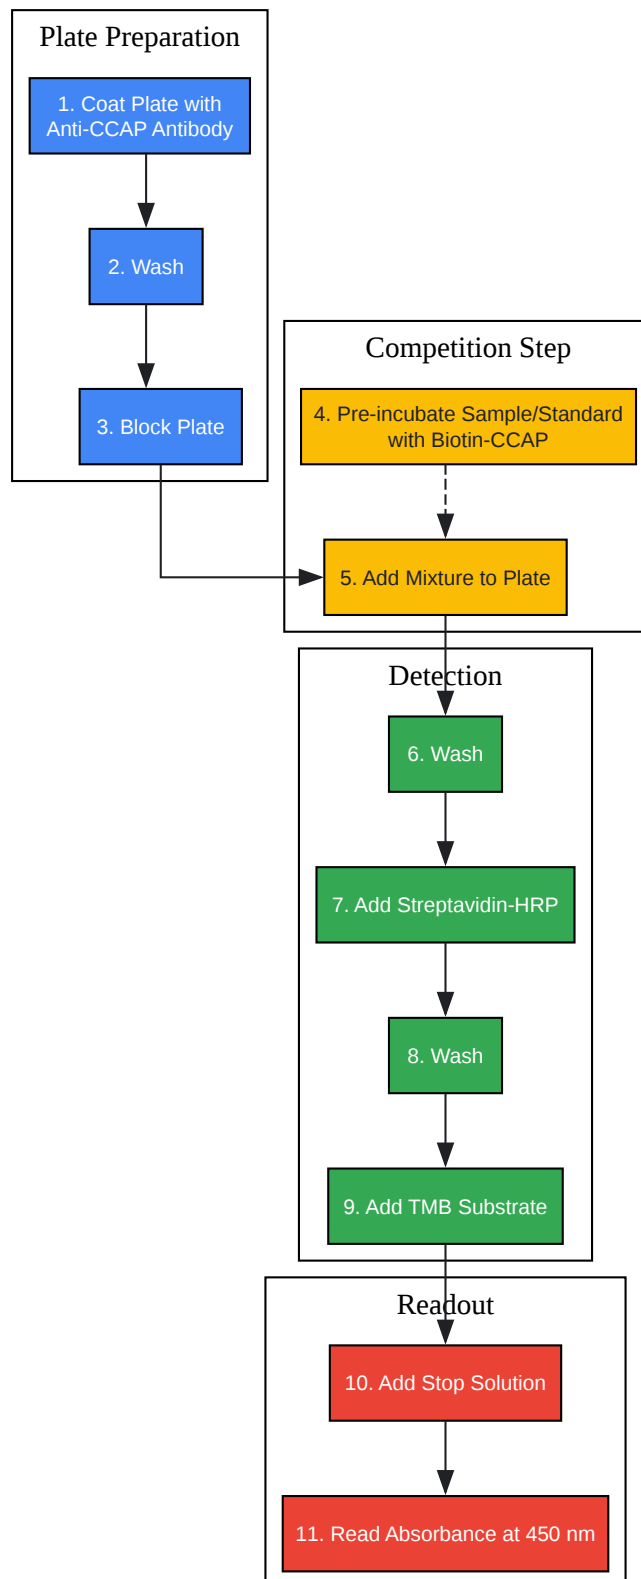 Plate Preparation
1. Coat Plate with
Anti-CCAP Antibody
2. Wash
3. Block Plate
Competition Step
4. Pre-incubate Sample/Standard
with Biotin-CCAP
5. Add Mixture to Plate
Detection
6. Wash
7. Add Streptavidin-HRP
8. Wash
9. Add TMB Substrate
Readout
10. Add Stop Solution
11. Read Absorbance at 450 nm